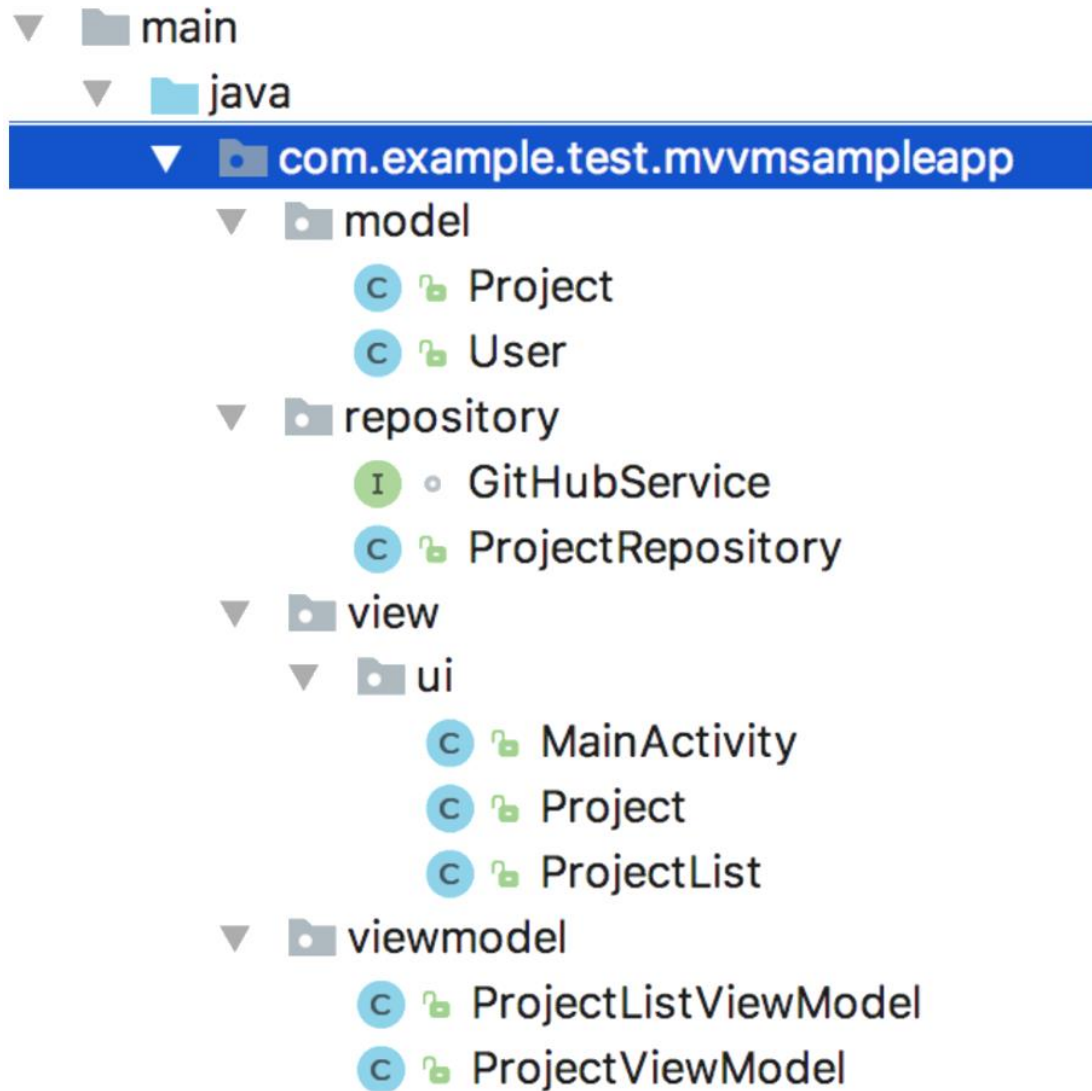 main
java
com.example.test.mvvmsampleapp
model
C Project
C User
repository
I GitHubService
C ProjectRepository
view
ui
C MainActivity
C Project
C ProjectList
viewmodel
C ProjectListViewModel
C ProjectViewModel